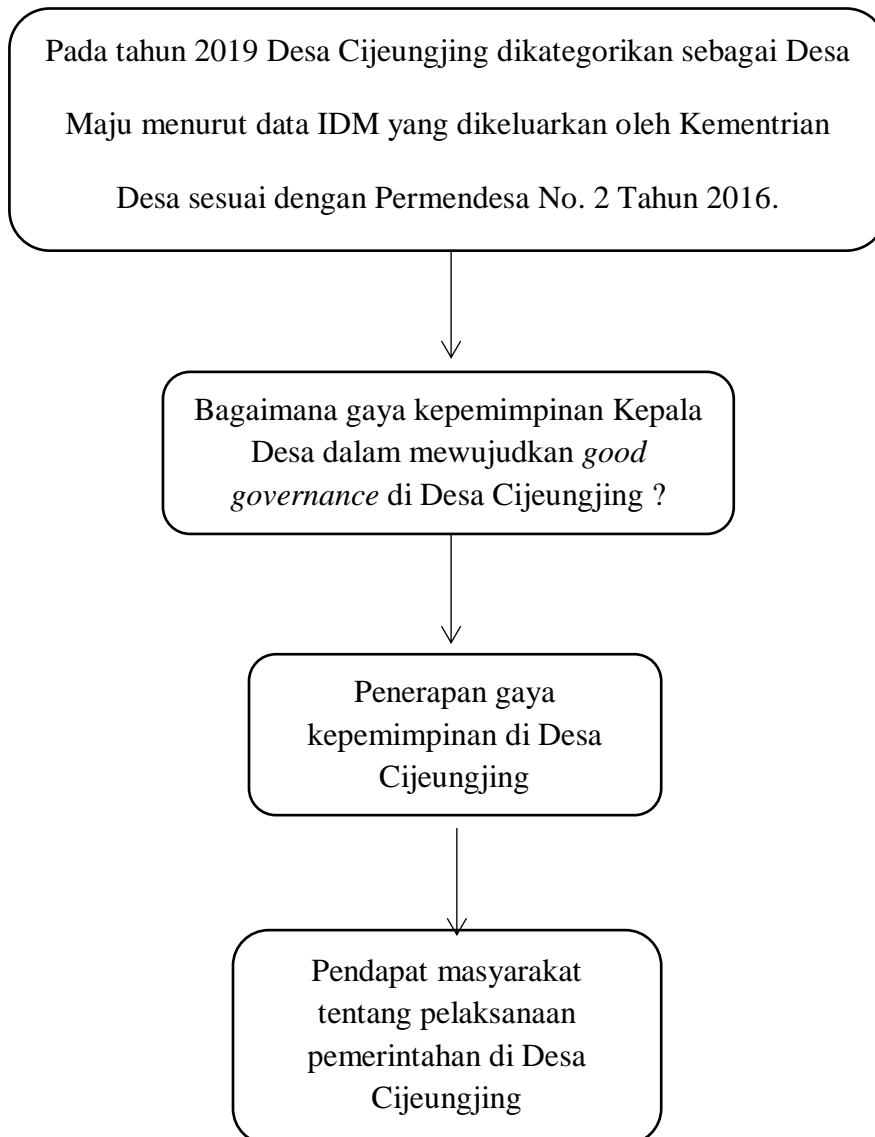 Pada tahun 2019 Desa Cijeungjing dikategorikan sebagai Desa
Maju menurut data IDM yang dikeluarkan oleh Kementrian
Desa sesuai dengan Permendesa No. 2 Tahun 2016.
Bagaimana gaya kepemimpinan Kepala
Desa dalam mewujudkan good
governance di Desa Cijeungjing ?
Penerapan gaya
kepemimpinan di Desa
Cijeungjing
Pendapat masyarakat
tentang pelaksanaan
pemerintahan di Desa
Cijeungjing